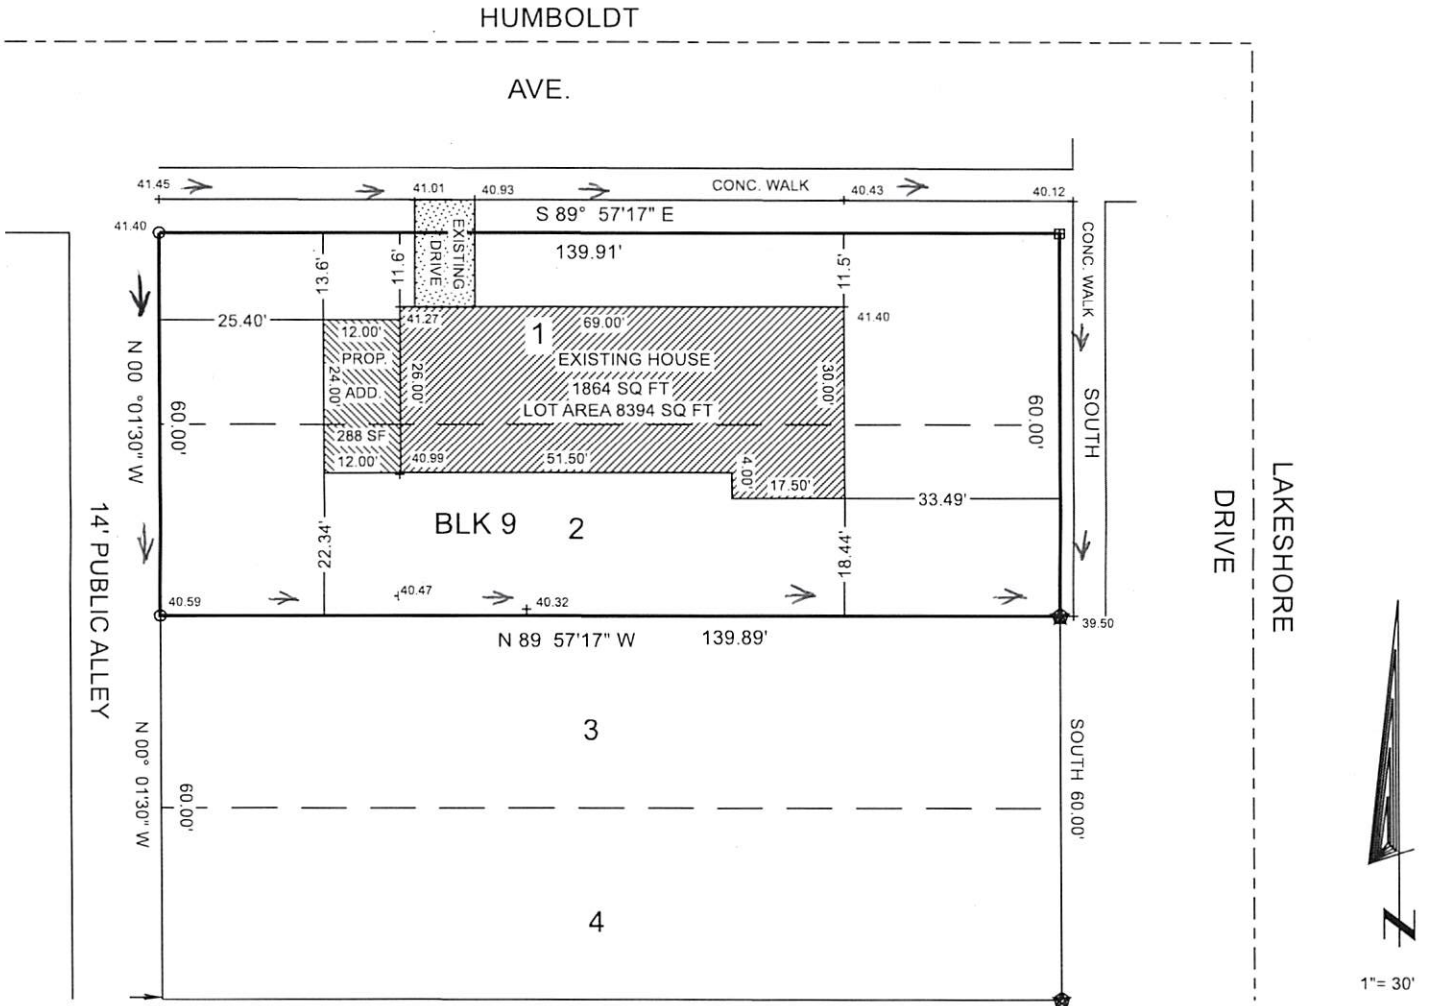 HUMBOLDT
AVE.
41.45
41.01
40.93
CONC. WALK
40.43
40.12
S 89° 57'17" E
41.40
139.91'
EXISTING
DRIVE
CONC. WALK
13.6'
11.6'
11.5'
25.40'
12.00'
41.27
1
69.00'
41.40
PROP.
ADD.
24.00'
26.00'
EXISTING HOUSE
1864 SQ FT
LOT AREA 8394 SQ FT
30.00'
N 00 °01'30" W
60.00'
60.00'
SOUTH
288 SF
12.00'
40.99
51.50'
4.00'
17.50'
33.49'
BLK 9
2
22.34'
18.44'
14' PUBLIC ALLEY
DRIVE
LAKESHORE
40.59
40.47
40.32
39.50
N 89 57'17" W
139.89'
3
N 00° 01'30" W
60.00'
SOUTH 60.00'
4
N
1"= 30'